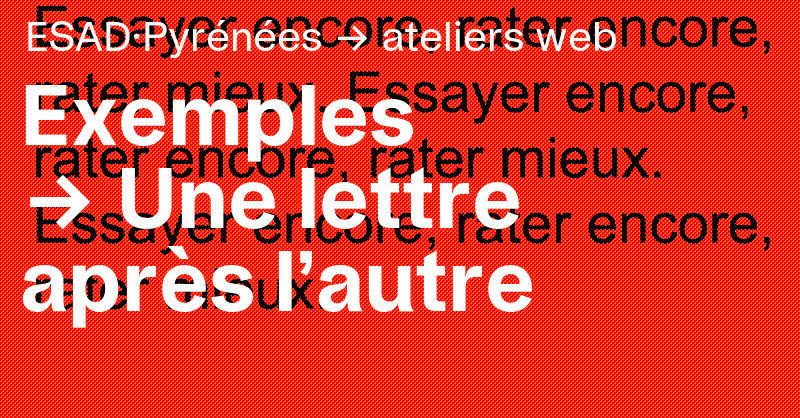 Essayer encore, rater encore,
ESAD·Pyrénées → ateliers web
rater mieux. Essayer encore,
Exemples
rater encore, rater mieux.
→ Une lettre
Essayer encore, rater encore,
après l’autre
rater mieux.